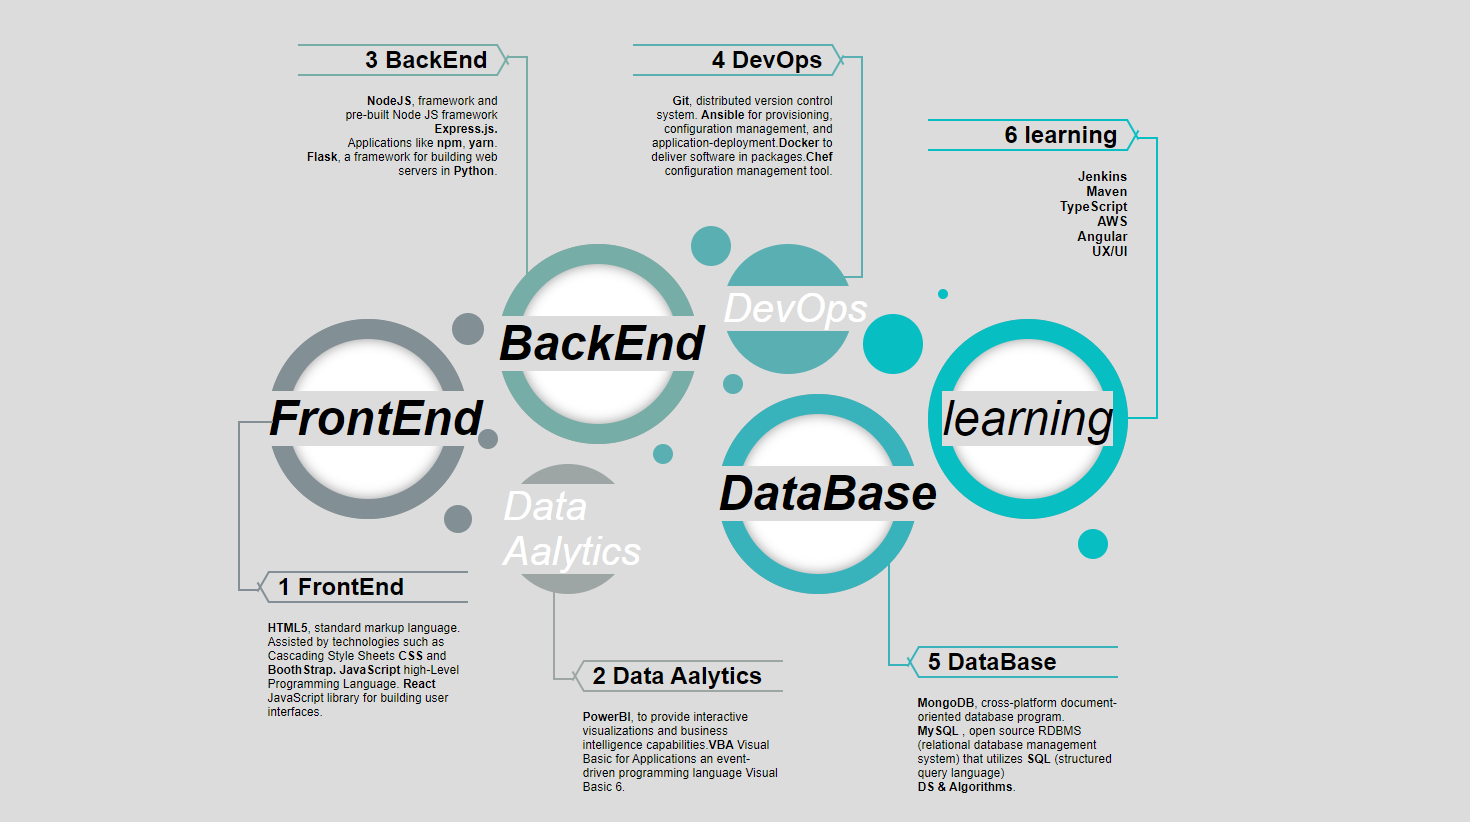 3 BackEnd
NodeJS, framework and
pre-built Node JS framework
Express.js.
Applications like npm, yarn.
Flask, a framework for building web
servers in Python.
4 DevOps
Git, distributed version control
system. Ansible for provisioning,
configuration management, and
application-deployment.Docker to
deliver software in packages.Chef
configuration management tool.
6 learning
Jenkins
Maven
TypeScript
AWS
Angular
UX/UI
FrontEnd
BackEnd
DevOps
learning
Data
Aalytics
DataBase
1 FrontEnd
HTML5, standard markup language.
Assisted by technologies such as
Cascading Style Sheets CSS and
BoothStrap. JavaScript high-Level
Programming Language. React
JavaScript library for building user
interfaces.
2 Data Aalytics
PowerBI, to provide interactive
visualizations and business
intelligence capabilities.VBA Visual
Basic for Applications an event-
driven programming language Visual
Basic 6.
5 DataBase
MongoDB, cross-platform document-
oriented database program.
MySQL , open source RDBMS
(relational database management
system) that utilizes SQL (structured
query language)
DS & Algorithms.